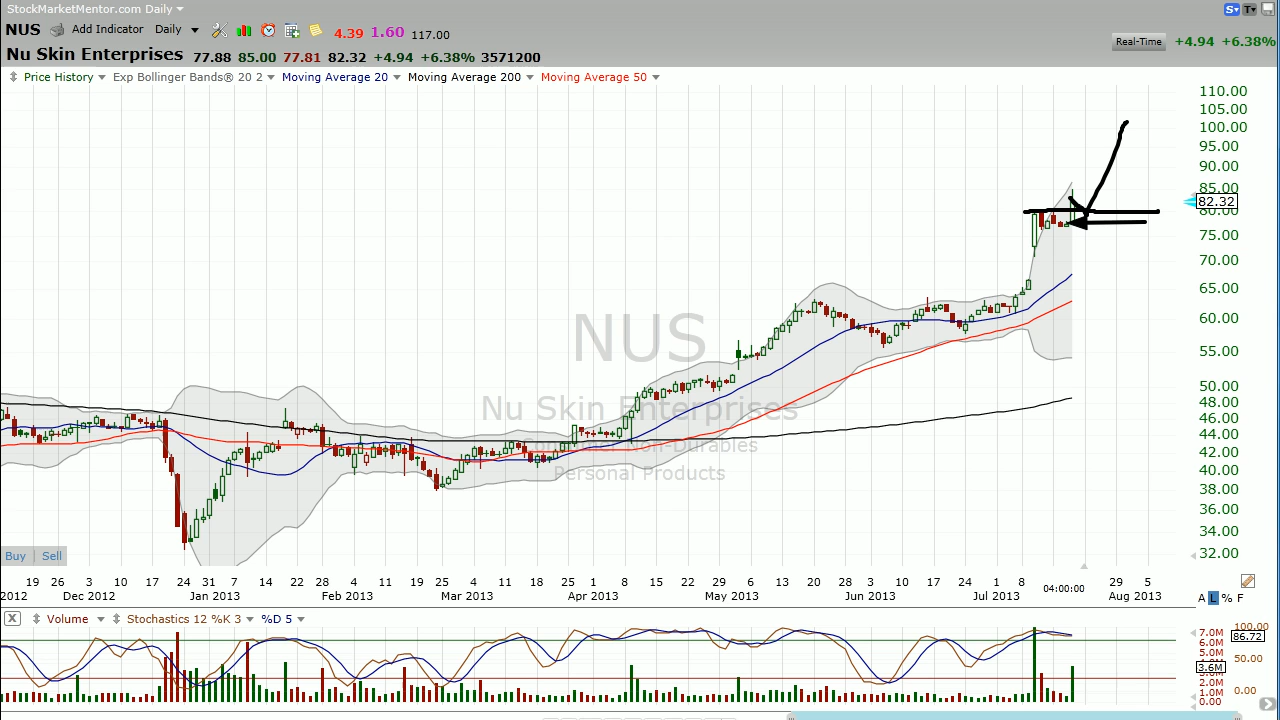 StockMarketMentor.com Daily
NUS Add Indicator Daily 4.39 1.60 117.00
Real-Time +4.94 +6.38%
Nu Skin Enterprises 77.88 85.00 77.81 82.32 +4.94 +6.38% 3571200
Price History Exp Bollinger Bands® 20 2 Moving Average 20 Moving Average 200 Moving Average 50
110.00
105.00
100.00
95.00
90.00
85.00
82.32
80.00
75.00
70.00
65.00
60.00
55.00
50.00
48.00
46.00
44.00
42.00
40.00
38.00
36.00
34.00
32.00
NUS
Nu Skin Enterprises
Consumer Non-Durables
Personal Products
Buy Sell
19 26 3 10 17 24 31 7 14 22 28 4 11 19 25 4 11 18 25 1 8 15 22 29 6 13 20 28 3 10 17 24 1 8 04:00:00 29 5
2012 Dec 2012 Jan 2013 Feb 2013 Mar 2013 Apr 2013 May 2013 Jun 2013 Jul 2013 Aug 2013
A L % F
X Volume Stochastics 12 %K 3 %D 5
7.0M
6.0M
5.0M
3.6M
2.0M
1.0M
0.00
100.00
86.72
50.00
0.00